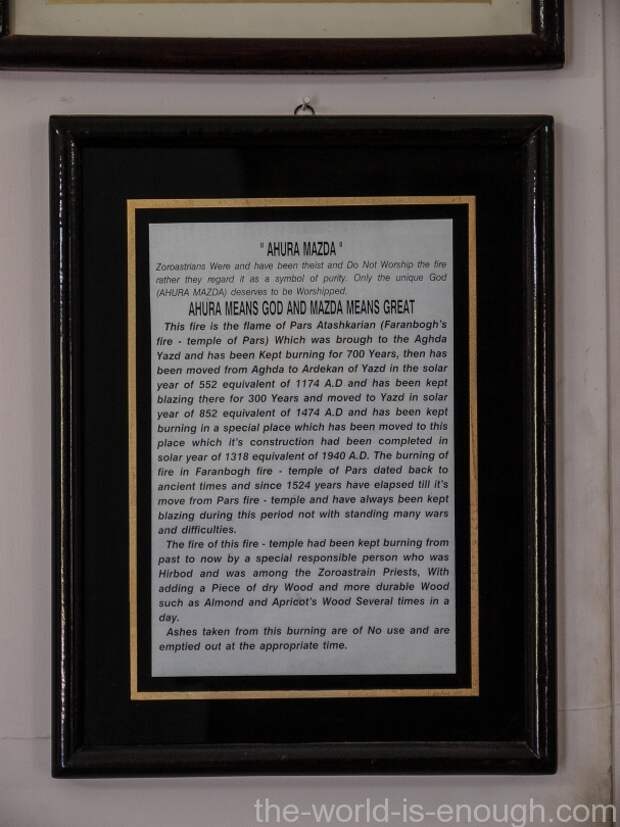 " AHURA MAZDA "
Zoroastrians Were and have been theist and Do Not Worship the fire
rather they regard it as a symbol of purity. Only the unique God
(AHURA MAZDA) deserves to be Worshipped.
AHURA MEANS GOD AND MAZDA MEANS GREAT
This fire is the flame of Pars Atashkarian (Faranbogh's
fire - temple of Pars) Which was brough to the Aghda
Yazd and has been Kept burning for 700 Years, then has
been moved from Aghda to Ardekan of Yazd in the solar
year of 552 equivalent of 1174 A.D and has been kept
blazing there for 300 Years and moved to Yazd in solar
year of 852 equivalent of 1474 A.D and has been kept
burning in a special place which has been moved to this
place which it's construction had been completed in
solar year of 1318 equivalent of 1940 A.D. The burning of
fire in Faranbogh fire - temple of Pars dated back to
ancient times and since 1524 years have elapsed till it's
move from Pars fire - temple and have always been kept
blazing during this period not with standing many wars
and difficulties.
The fire of this fire - temple had been kept burning from
past to now by a special responsible person who was
Hirbod and was among the Zoroastrain Priests, With
adding a Piece of dry Wood and more durable Wood
such as Almond and Apricot's Wood Several times in a
day.
Ashes taken from this burning are of No use and are
emptied out at the appropriate time.
the-world-is-enough.com